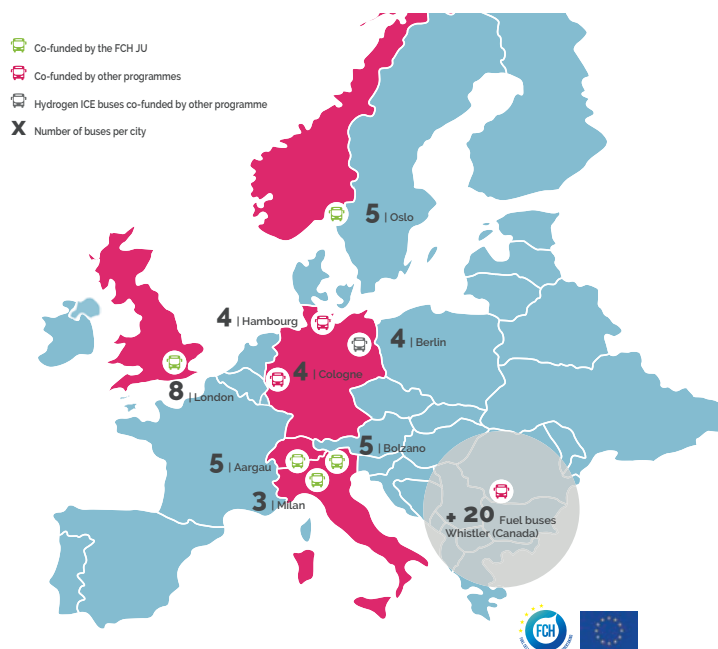 Co-funded by the FCH JU
Co-funded by other programmes
Hydrogen ICE buses co-funded by other programme
X Number of buses per city
5 | Oslo
4 | Hambourg
4 | Berlin
4 | Cologne
8 | London
5 | Bolzano
5 | Aargau
3 | Milan
+ 20 Fuel buses
Whistler (Canada)
FCH